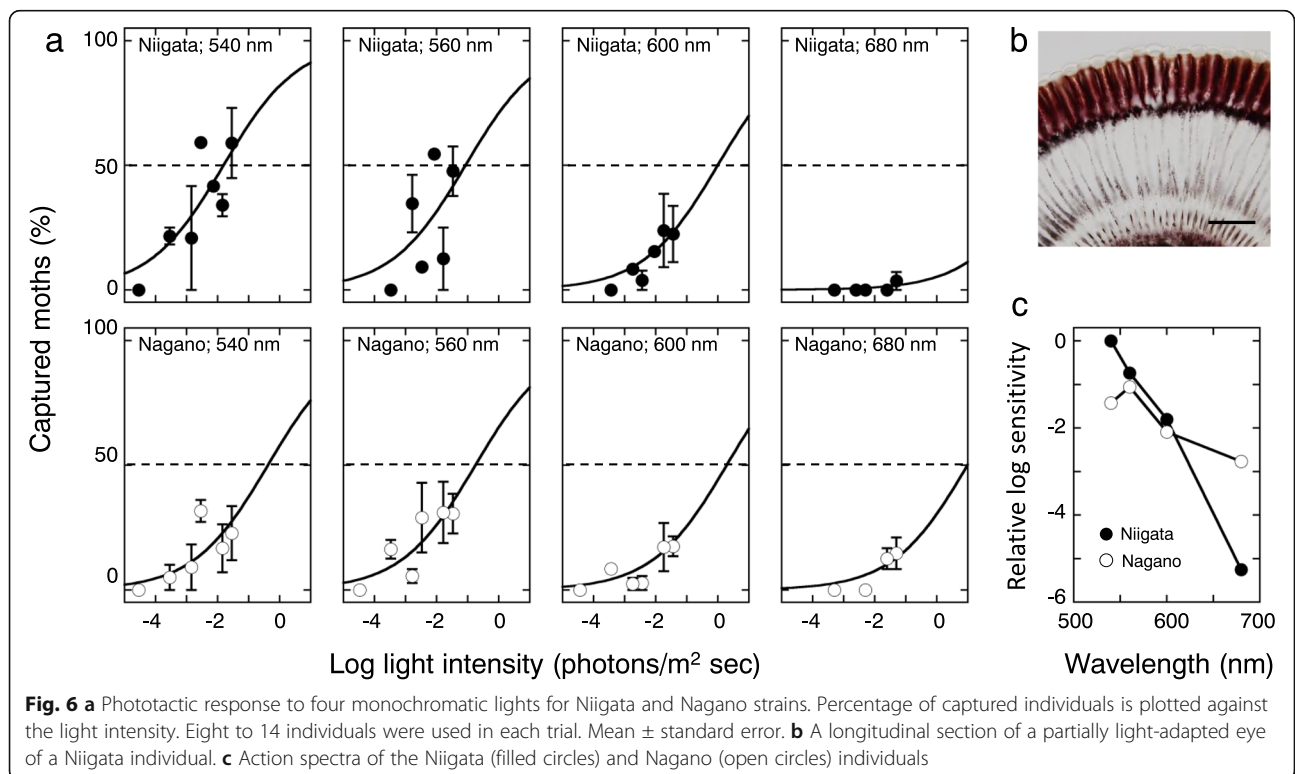 a
Niigata; 540 nm
Niigata; 560 nm
Niigata; 600 nm
Niigata; 680 nm
100
50
0
Nagano; 540 nm
Nagano; 560 nm
Nagano; 600 nm
Nagano; 680 nm
100
50
0
-4 -2 0
-4 -2 0
-4 -2 0
-4 -2 0
Captured moths (%)
Log light intensity (photons/m² sec)
b
c
0
-2
-4
-6
Relative log sensitivity
Niigata
Nagano
500 600 700
Wavelength (nm)
Fig. 6 a Phototactic response to four monochromatic lights for Niigata and Nagano strains. Percentage of captured individuals is plotted against
the light intensity. Eight to 14 individuals were used in each trial. Mean ± standard error. b A longitudinal section of a partially light-adapted eye
of a Niigata individual. c Action spectra of the Niigata (filled circles) and Nagano (open circles) individuals